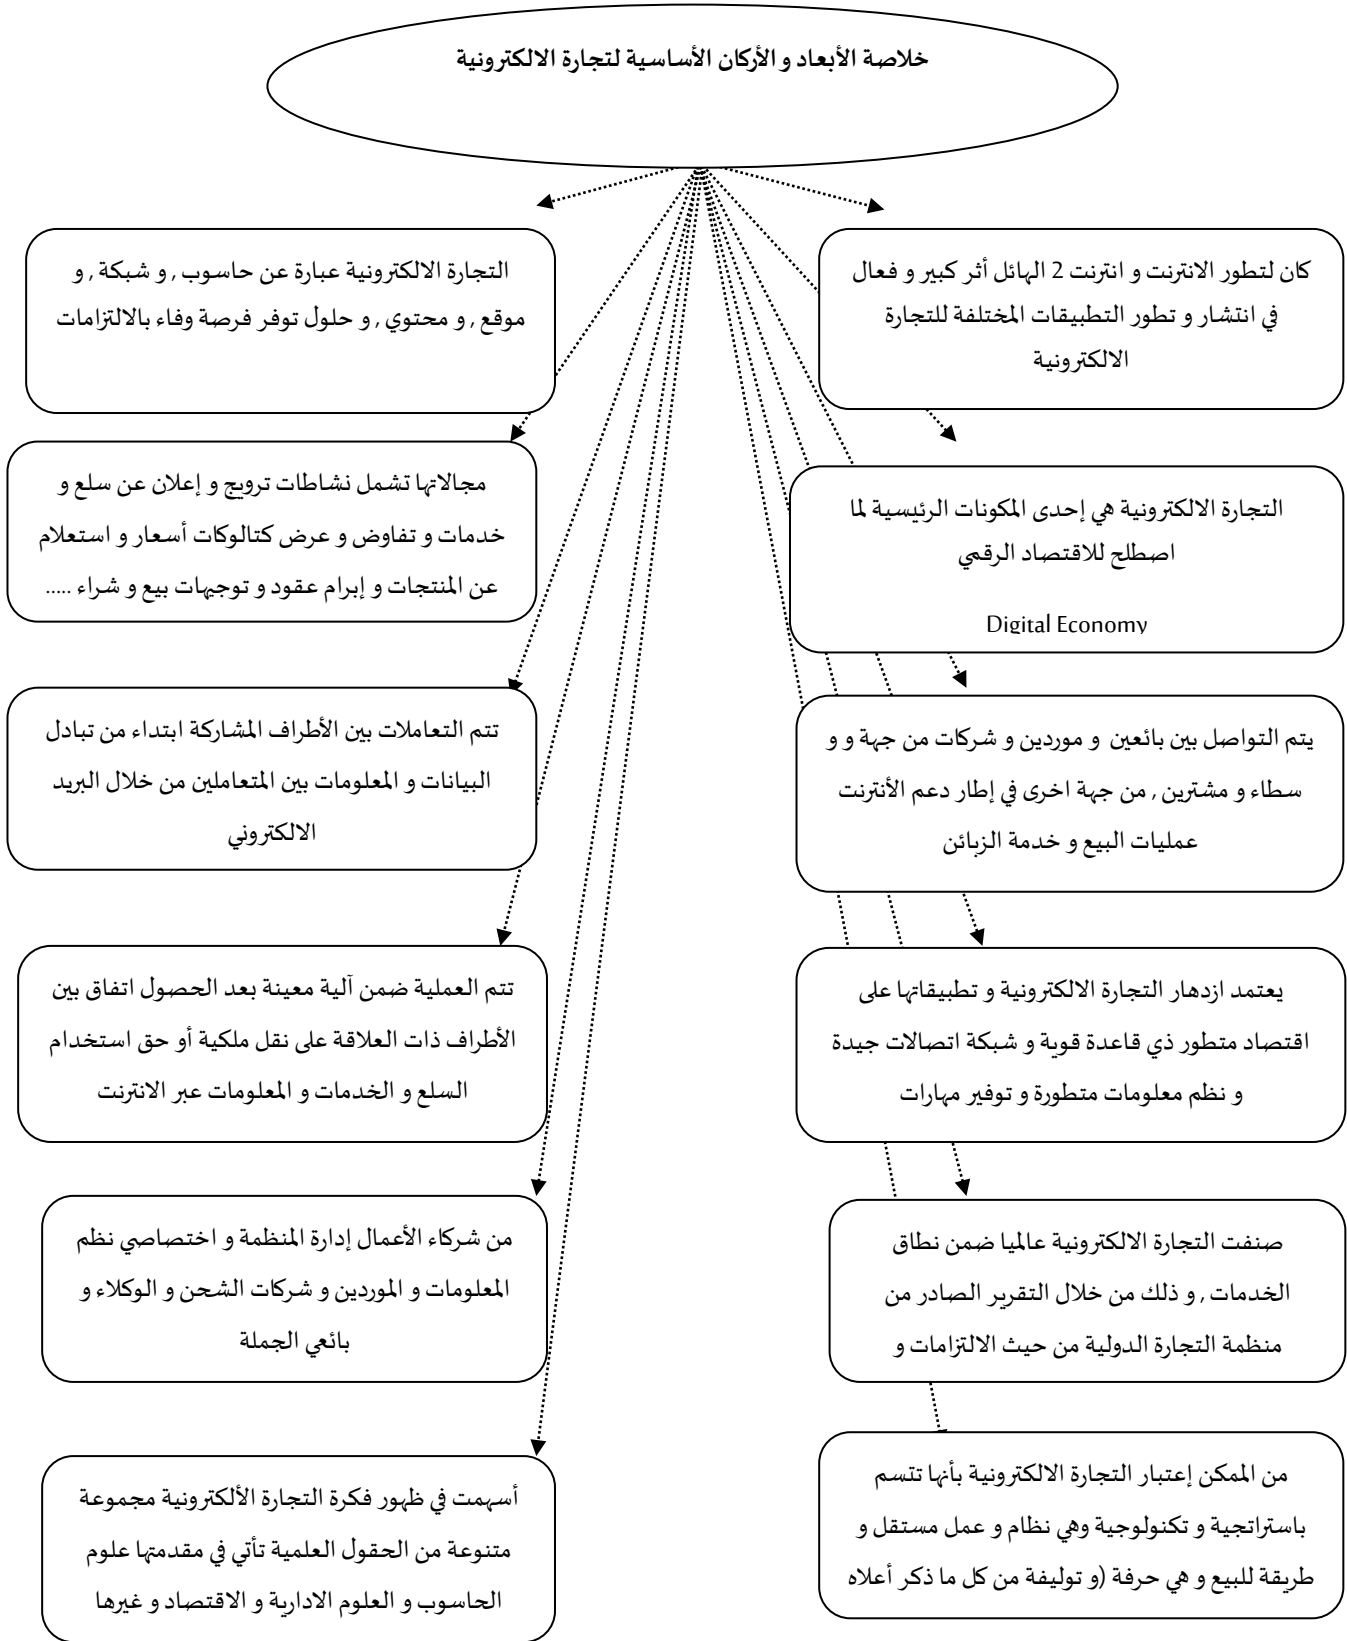 خلاصة الأبعاد و الأركان الأساسية لتجارة الالكترونية
كان لتطور الانترنت و انترنت 2 الهائل أثر كبير و فعال
في انتشار و تطور التطبيقات المختلفة للتجارة
الالكترونية
التجارة الالكترونية عبارة عن حاسوب , و شبكة , و
موقع , و محتوي , و حلول توفر فرصة وفاء بالالتزامات
التجارة الالكترونية هي إحدى المكونات الرئيسية لما
اصطلح للاقتصاد الرقمي
Digital Economy
مجالاتها تشمل نشاطات ترويج و إعلان عن سلع و
خدمات و تفاوض و عرض كتالوكات أسعار و استعلام
عن المنتجات و إبرام عقود و توجيهات بيع و شراء .....
يتم التواصل بين بائعين و موردين و شركات من جهة و و
سطاء و مشترين , من جهة اخرى في إطار دعم الأنترنت
عمليات البيع و خدمة الزبائن
تتم التعاملات بين الأطراف المشاركة ابتداء من تبادل
البيانات و المعلومات بين المتعاملين من خلال البريد
الالكتروني
يعتمد ازدهار التجارة الالكترونية و تطبيقاتها على
اقتصاد متطور ذي قاعدة قوية و شبكة اتصالات جيدة
و نظم معلومات متطورة و توفير مهارات
تتم العملية ضمن آلية معينة بعد الحصول اتفاق بين
الأطراف ذات العلاقة على نقل ملكية أو حق استخدام
السلع و الخدمات و المعلومات عبر الانترنت
صنفت التجارة الالكترونية عالميا ضمن نطاق
الخدمات , و ذلك من خلال التقرير الصادر من
منظمة التجارة الدولية من حيث الالتزامات و
من شركاء الأعمال إدارة المنظمة و اختصاصي نظم
المعلومات و الموردين و شركات الشحن و الوكلاء و
بائعي الجملة
من الممكن إعتبار التجارة الالكترونية بأنها تتسم
باستراتجية و تكنولوجية وهي نظام و عمل مستقل و
طريقة للبيع و هي حرفة (و توليفة من كل ما ذكر أعلاه
أسهمت في ظهور فكرة التجارة الألكترونية مجموعة
متنوعة من الحقول العلمية تأتي في مقدمتها علوم
الحاسوب و العلوم الادارية و الاقتصاد و غيرها